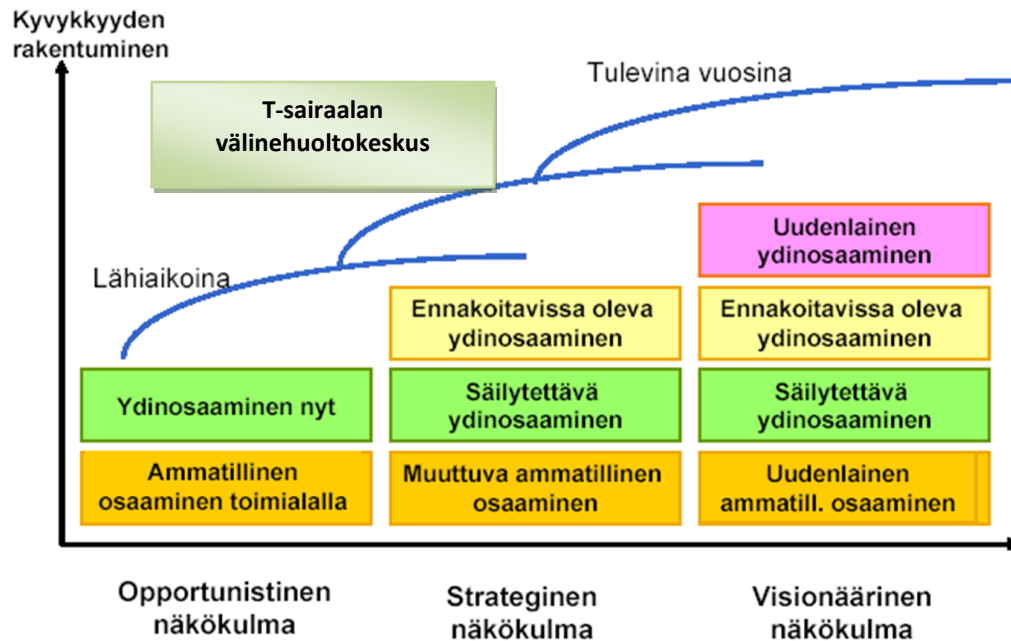 Kyvykkyyden
rakentuminen
T-sairaalan
välinehuoltokeskus
Tulevina vuosina
Lähiaikoina
Uudenlainen
ydinosaaminen
Ennakoitavissa oleva
ydinosaaminen
Ennakoitavissa oleva
ydinosaaminen
Ydinosaaminen nyt
Säilytettävä
ydinosaaminen
Säilytettävä
ydinosaaminen
Ammatillinen
osaaminen toimialalla
Muuttuva ammatillinen
osaaminen
Uudenlainen
ammatill. osaaminen
Opportunistinen
näkökulma
Strateginen
näkökulma
Visionäärinen
näkökulma